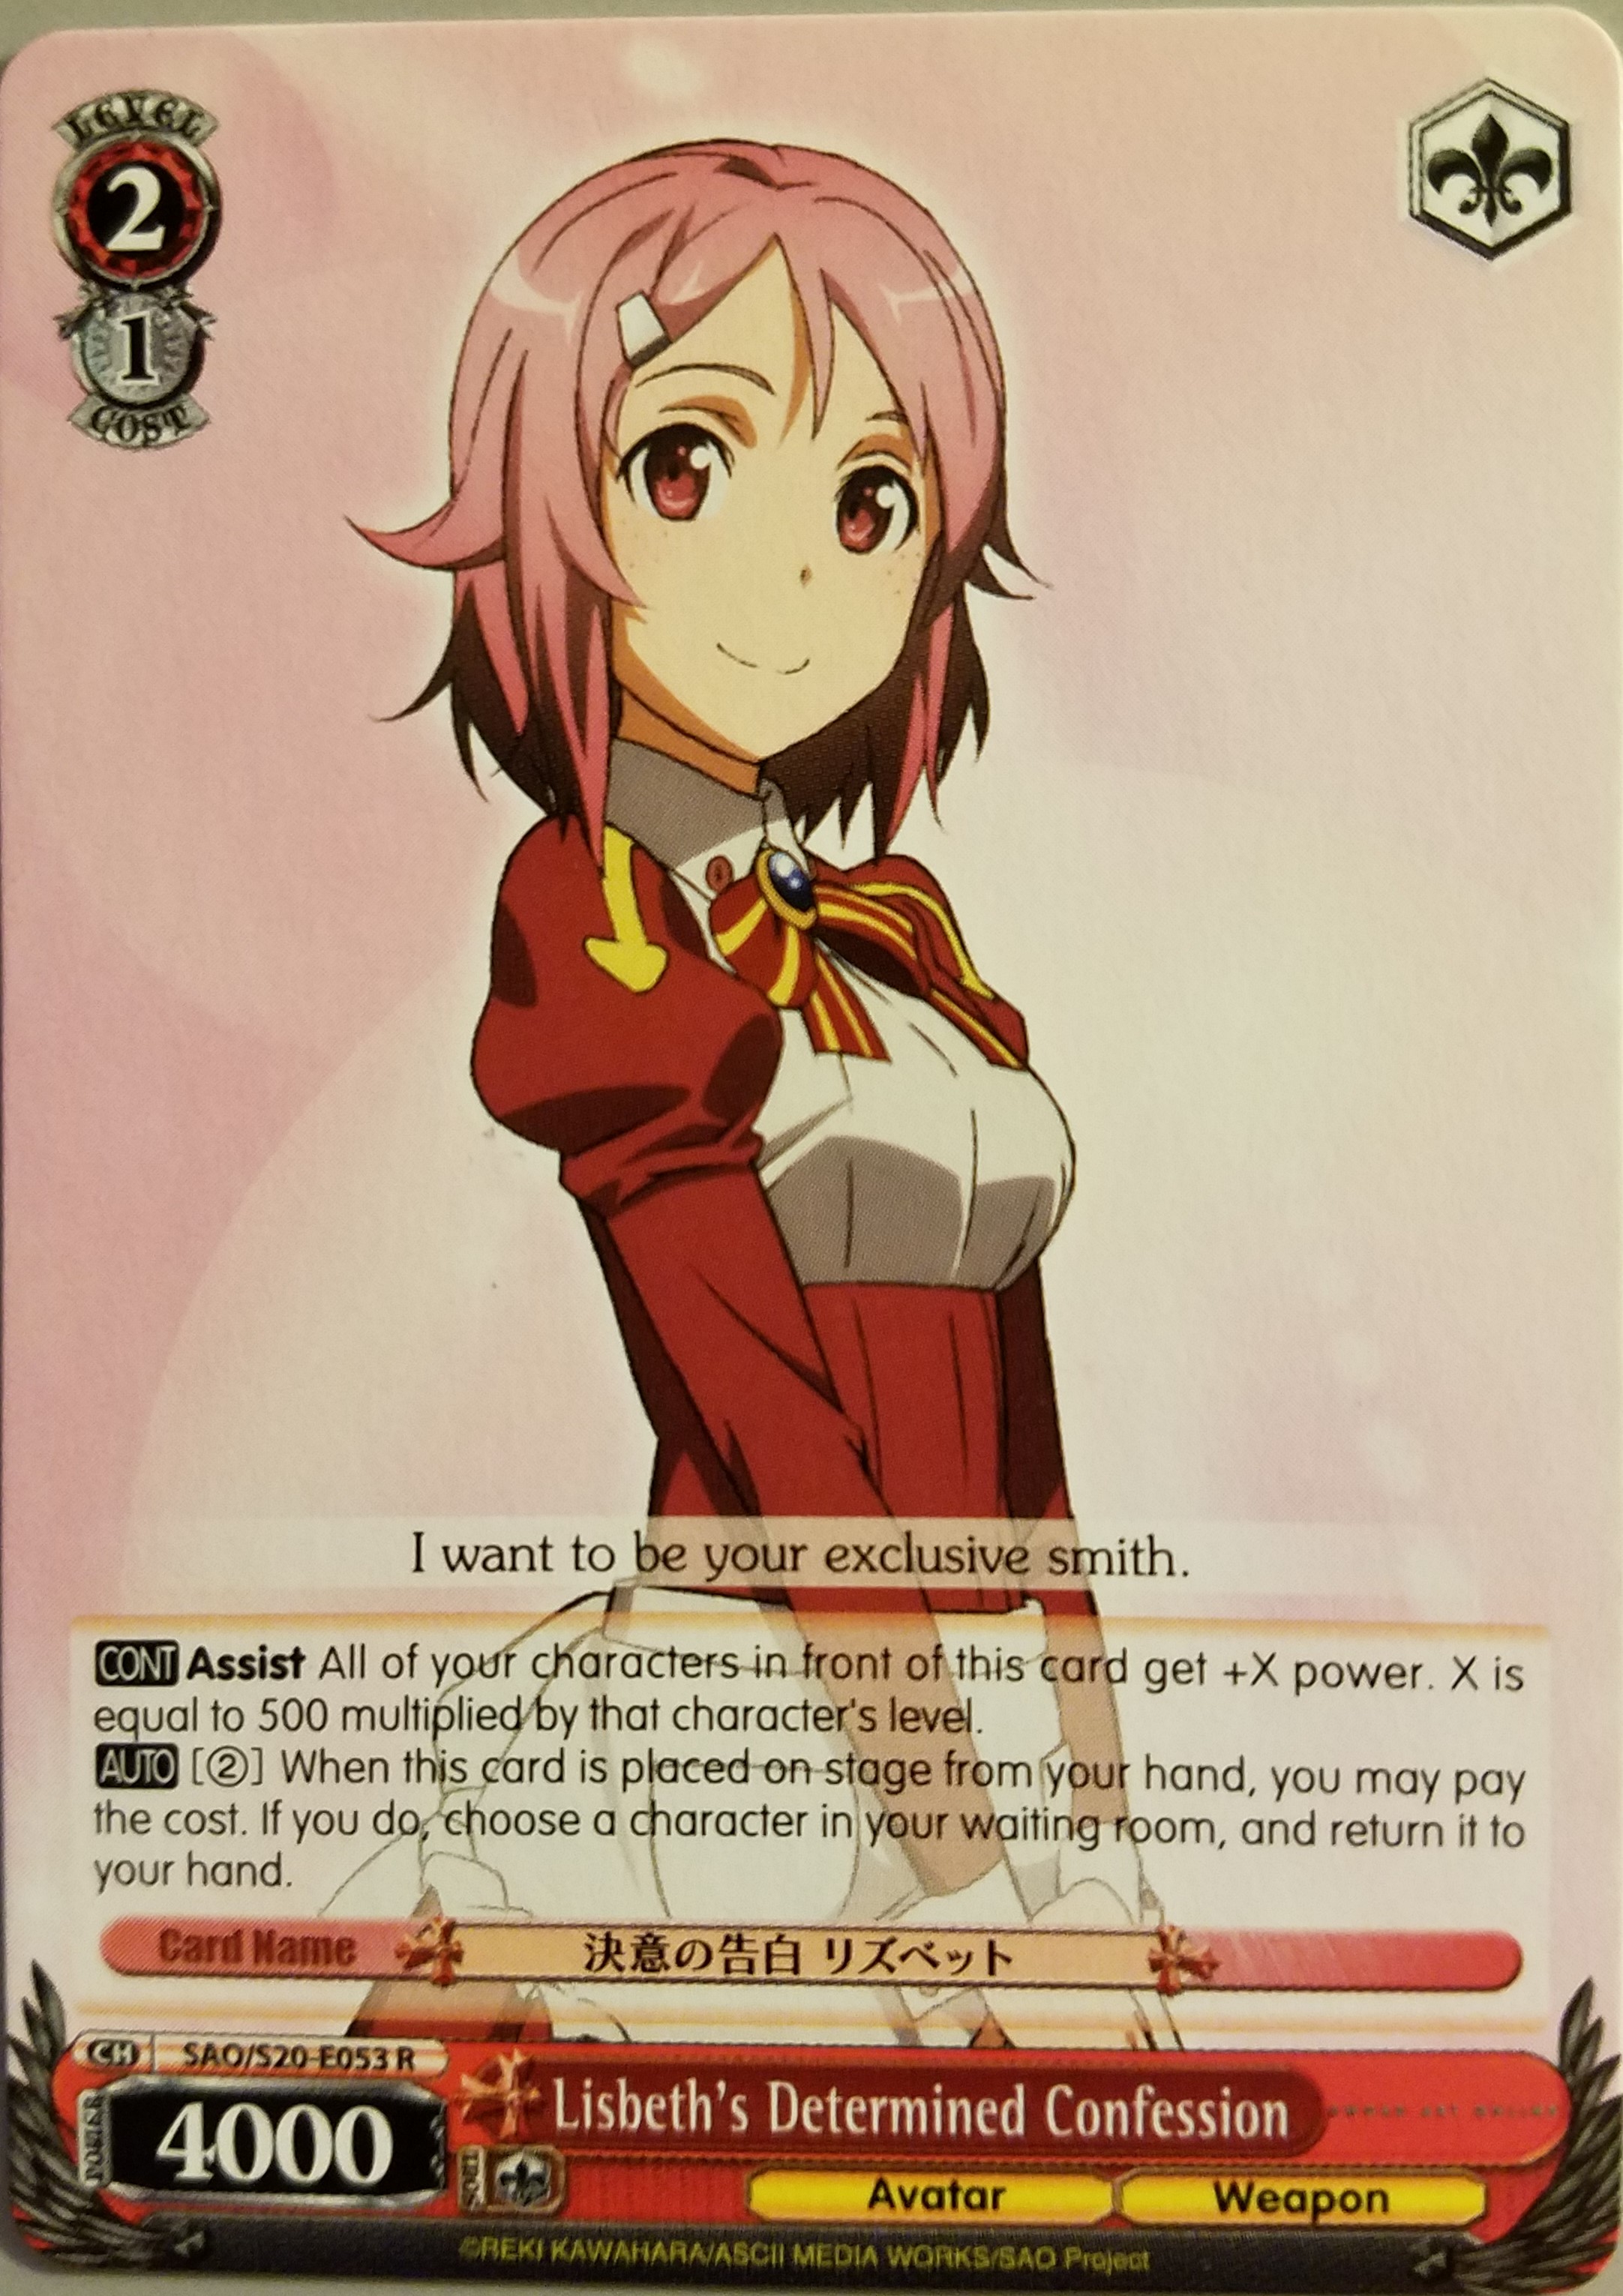 LEVEL
2
1
COST
I want to be your exclusive smith.
CONT Assist All of your characters in front of this card get +X power. X is
equal to 500 multiplied by that character's level.
AUTO [②] When this card is placed on stage from your hand, you may pay
the cost. If you do, choose a character in your waiting room, and return it to
your hand.
Card Name 決意の告白 リズベット
CH SAO/S20-E053 R
POWER 4000
Lisbeth's Determined Confession
SOUL
Avatar Weapon
©REKI KAWAHARA/ASCII MEDIA WORKS/SAO Project